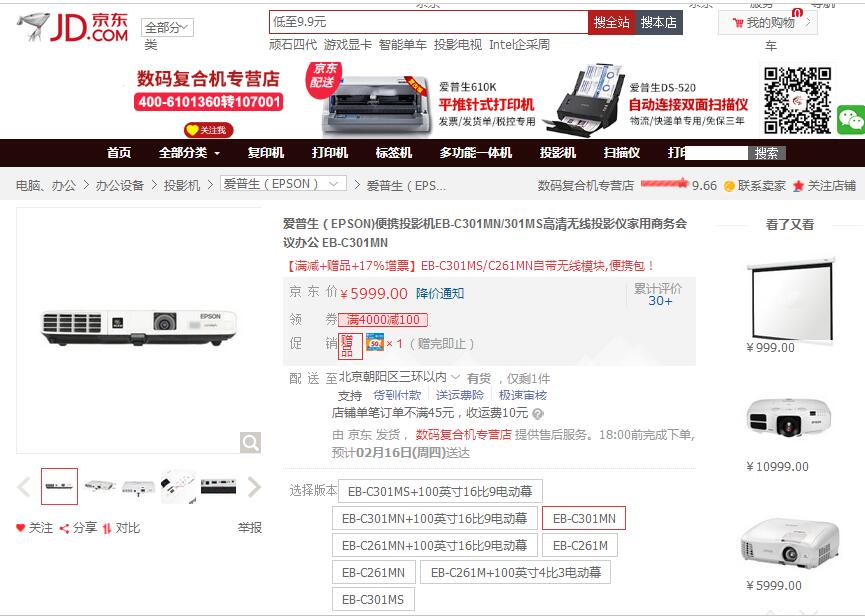 京东
JD.COM
全部分类
低至9.9元
搜全站 搜本店
0
我的购物车
顽石四代 游戏显卡 智能单车 投影电视 Intel企采周
数码复合机专营店
400-6101360转107001
关注我
京东配送
爱普生610K
平推针式打印机
发票/发货单/税控专用
爱普生DS-520
自动连接双面扫描仪
物流/快递单专用/免保三年
首页 全部分类 复印机 打印机 标签机 多功能一体机 投影机 扫描仪 打印 搜索
电脑、办公 > 办公设备 > 投影机 > 爱普生（EPSON） > 爱普生（EPS...
数码复合机专营店 9.66 联系卖家 关注店铺
爱普生（EPSON)便携投影机EB-C301MN/301MS高清无线投影仪家用商务会
议办公 EB-C301MN
【满减+赠品+17%增票】EB-C301MS/C261MN自带无线模块,便携包！
京东价 ￥5999.00 降价通知
累计评价
30+
领券 满4000减100
促销 赠品 × 1 （赠完即止）
配送至 北京朝阳区三环以内 有货 ，仅剩1件
支持 货到付款 送运费险 极速审核
店铺单笔订单不满45元，收运费10元
由 京东 发货， 数码复合机专营店 提供售后服务。18:00前完成下单,
预计02月16日(周四)送达
选择版本 EB-C301MS+100英寸16比9电动幕
EB-C301MN+100英寸16比9电动幕 EB-C301MN
EB-C261MN+100英寸16比9电动幕 EB-C261M
EB-C261MN EB-C261M+100英寸4比3电动幕
EB-C301MS
EPSON
关注 分享 对比 举报
看了又看
￥999.00
￥10999.00
￥5999.00